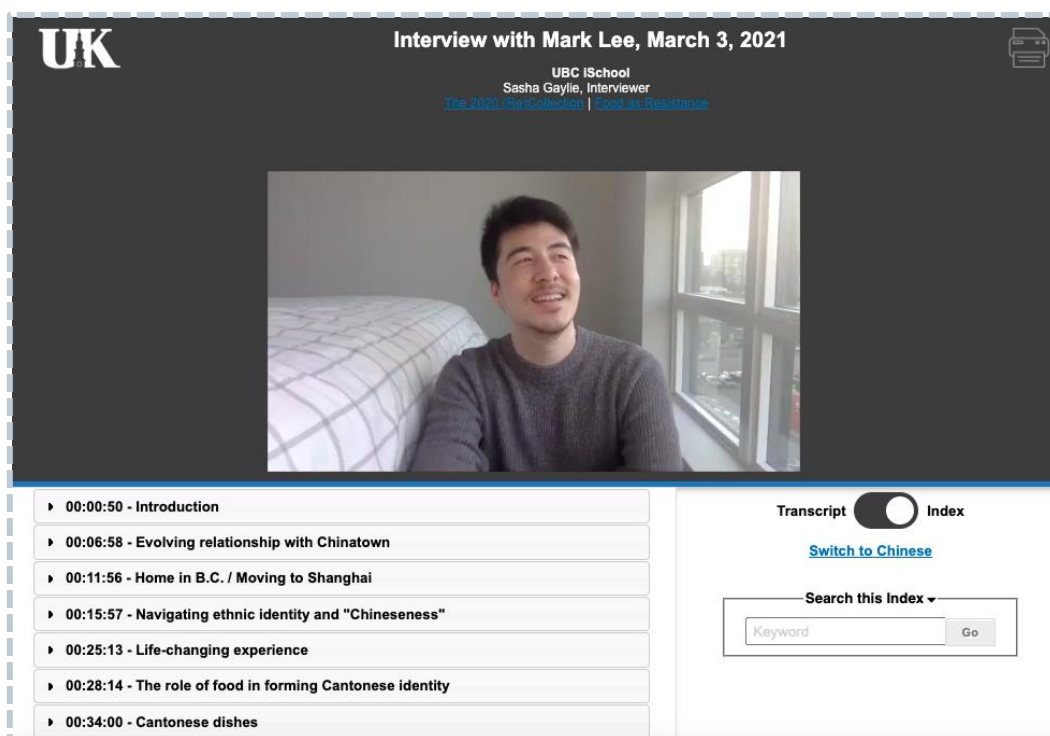 UK
Interview with Mark Lee, March 3, 2021
UBC iSchool
Sasha Gaylie, Interviewer
The 2020 (Re:)Collection | Food as Resistance
00:00:50 - Introduction
00:06:58 - Evolving relationship with Chinatown
00:11:56 - Home in B.C. / Moving to Shanghai
00:15:57 - Navigating ethnic identity and "Chineseness"
00:25:13 - Life-changing experience
00:28:14 - The role of food in forming Cantonese identity
00:34:00 - Cantonese dishes
Transcript Index
Switch to Chinese
Search this Index
Keyword Go